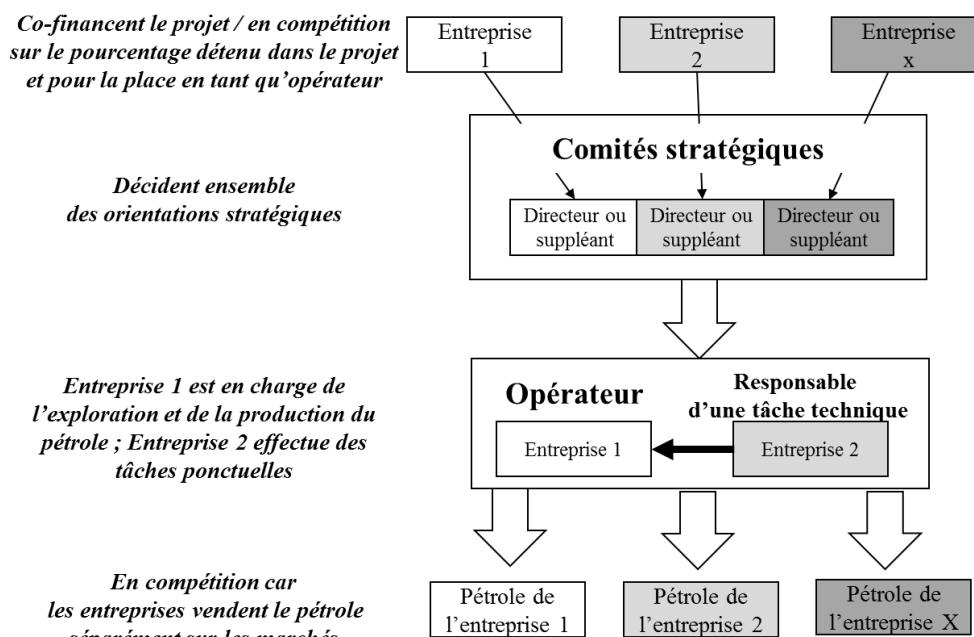 Co-financent le projet / en compétition
sur le pourcentage détenu dans le projet
et pour la place en tant qu’opérateur
Entreprise
1
Entreprise
2
Entreprise
x
Comités stratégiques
Décident ensemble
des orientations stratégiques
Directeur ou
suppléant
Directeur ou
suppléant
Directeur ou
suppléant
Entreprise 1 est en charge de
l’exploration et de la production du
pétrole ; Entreprise 2 effectue des
tâches ponctuelles
Opérateur
Responsable
d’une tâche technique
Entreprise 1
Entreprise 2
En compétition car
les entreprises vendent le pétrole
séparément sur les marchés
Pétrole de
l’entreprise 1
Pétrole de
l’entreprise 2
Pétrole de
l’entreprise X